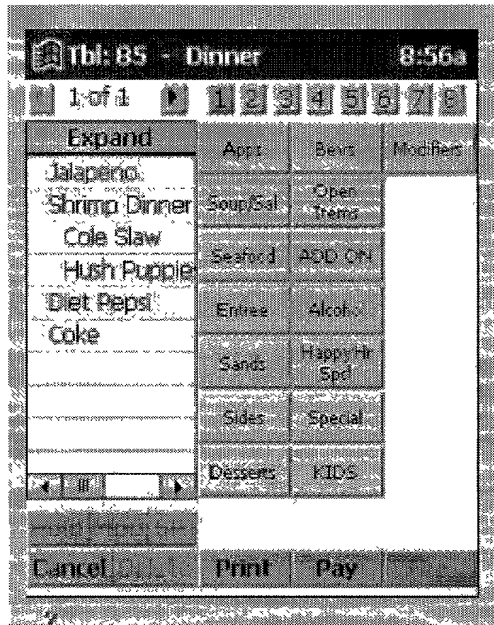 Tbl: 85 - Dinner 8:56a
1 of 1 1 2 3 4 5 6 7 8
Expand
Jalapeno
Shrimp Dinner
Cole Slaw
Hush Puppie
Diet Pepsi
Coke
Apps Bevs Modifiers
Soup/Sal Open Items
Seafood ADD ON
Entree Alcohol
Sands Happy Hr Spcl
Sides Special
Desserts KIDS
Cancel Print Pay